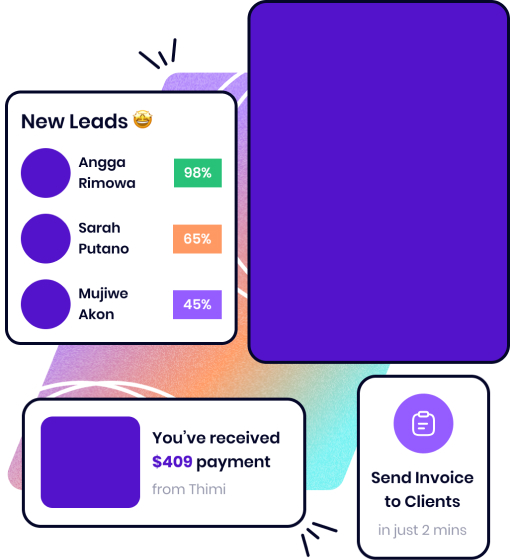 New Leads 🤩
Angga
Rimowa
98%
Sarah
Putano
65%
Mujiwe
Akon
45%
You’ve received
$409 payment
from Thimi
Send Invoice
to Clients
in just 2 mins